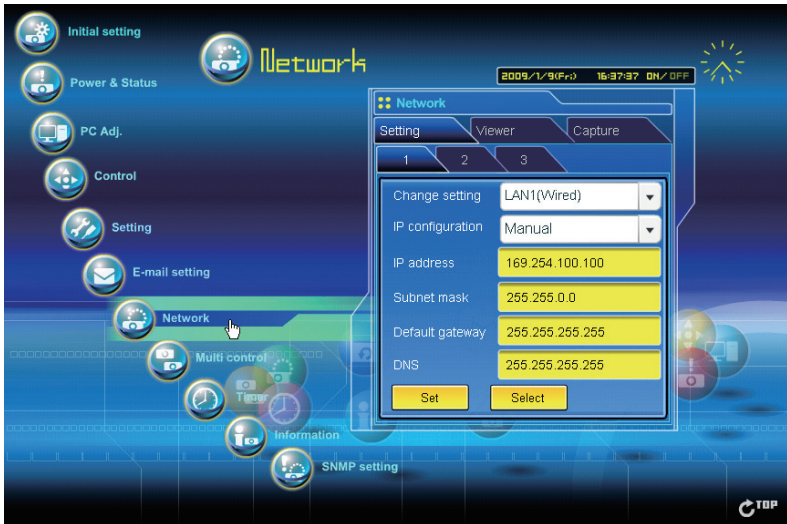 Initial setting
Network
Power & Status
2009/1/9(Fri) 16:37:37 ON/OFF
Network
PC Adj.
Setting Viewer Capture
1 2 3
Control
Change setting LAN1(Wired)
Setting
IP configuration Manual
E-mail setting
IP address 169.254.100.100
Subnet mask 255.255.0.0
Network
Default gateway 255.255.255.255
Multi control
DNS 255.255.255.255
Timer
Set Select
Information
SNMP setting
TOP